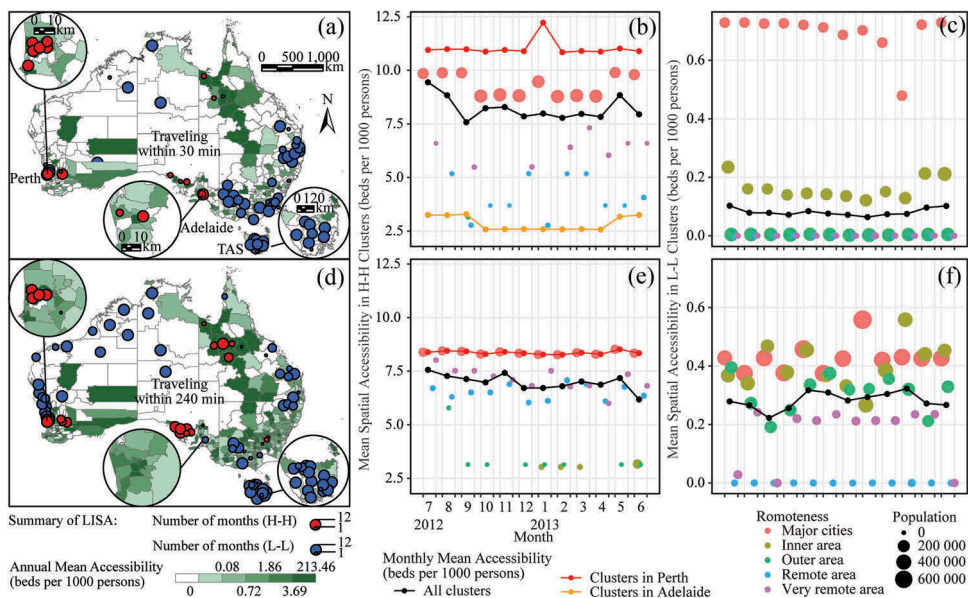 0 10
km
(a)
0 500 1,000
km
N
Traveling
within 30 min
Perth
0 10
km
Adelaide
TAS
0 120
km
(d)
Traveling
within 240 min
Summary of LISA:
Number of months (H-H)
12
1
Number of months (L-L)
12
1
Annual Mean Accessibility
(beds per 1000 persons)
0.08 1.86 213.46
0 0.72 3.69
Mean Spatial Accessibility in H-H Clusters (beds per 1000 persons)
(b)
12.5
10.0
7.5
5.0
2.5
(e)
12.5
10.0
7.5
5.0
2.5
7 8 9 10 11 12 1 2 3 4 5 6
2012 2013
Month
Monthly Mean Accessibility
(beds per 1000 persons)
All clusters
Clusters in Perth
Clusters in Adelaide
Mean Spatial Accessibility in L-L Clusters (beds per 1000 persons)
(c)
0.6
0.4
0.2
0.0
(f)
0.6
0.4
0.2
0.0
Romoteness
Major cities
Inner area
Outer area
Remote area
Very remote area
Population
0
200 000
400 000
600 000